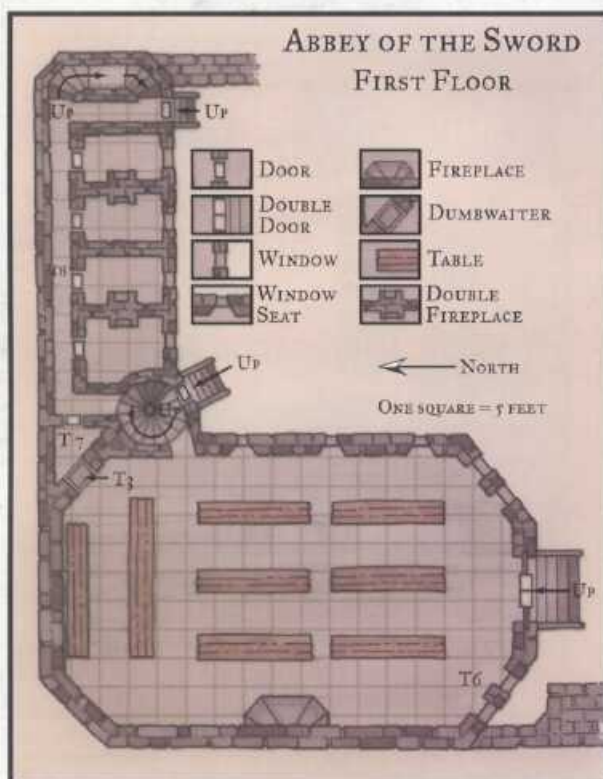 ABBEY OF THE SWORD
FIRST FLOOR
UP
UP
DOOR
FIREPLACE
DOUBLE
DOOR
DUMBWAITER
WINDOW
TABLE
T8
WINDOW
SEAT
DOUBLE
FIREPLACE
UP
NORTH
ONE SQUARE = 5 FEET
T7
T3
UP
T6